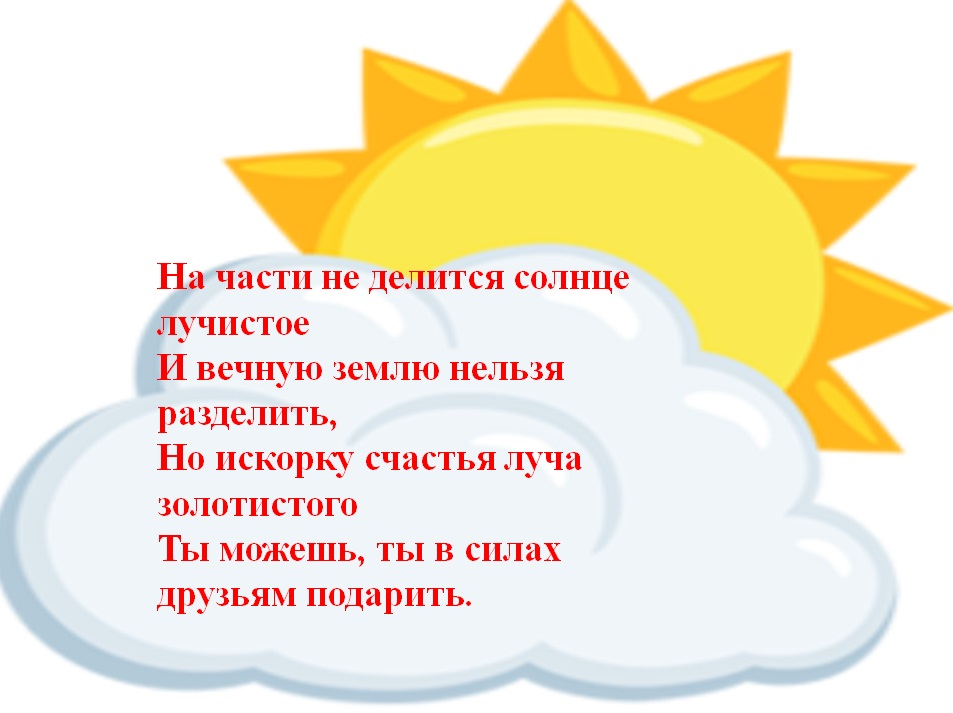 На части не делится солнце
лучистое
И вечную землю нельзя
разделить,
Но искорку счастья луча
золотистого
Ты можешь, ты в силах
друзьям подарить.